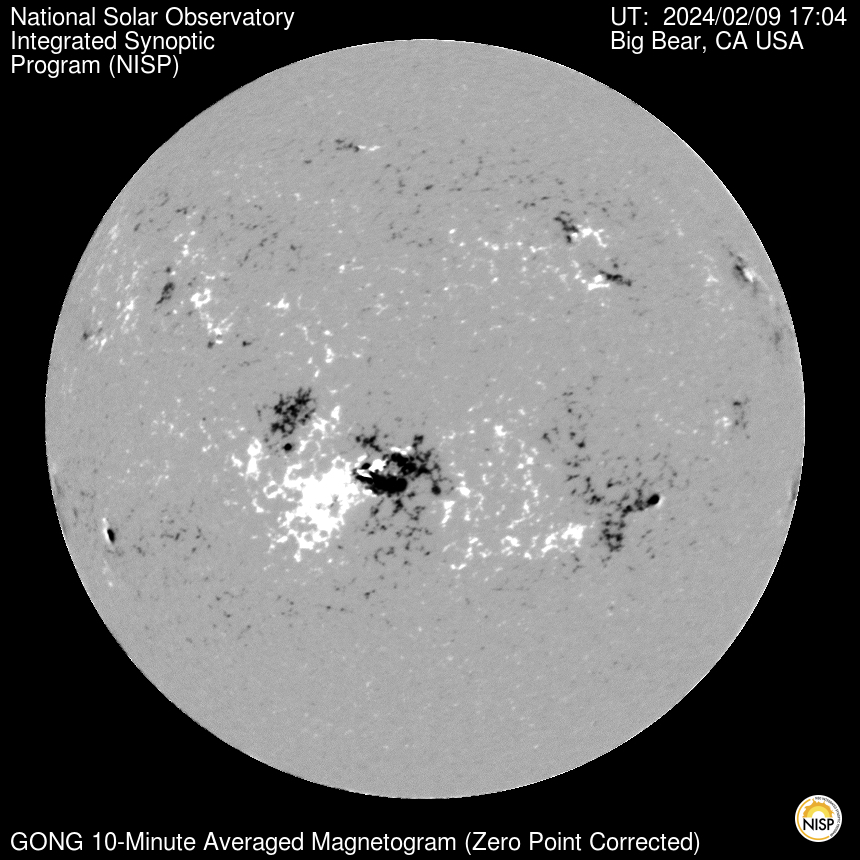 National Solar Observatory
Integrated Synoptic
Program (NISP)
UT: 2024/02/09 17:04
Big Bear, CA USA
GONG 10-Minute Averaged Magnetogram (Zero Point Corrected)
NISP